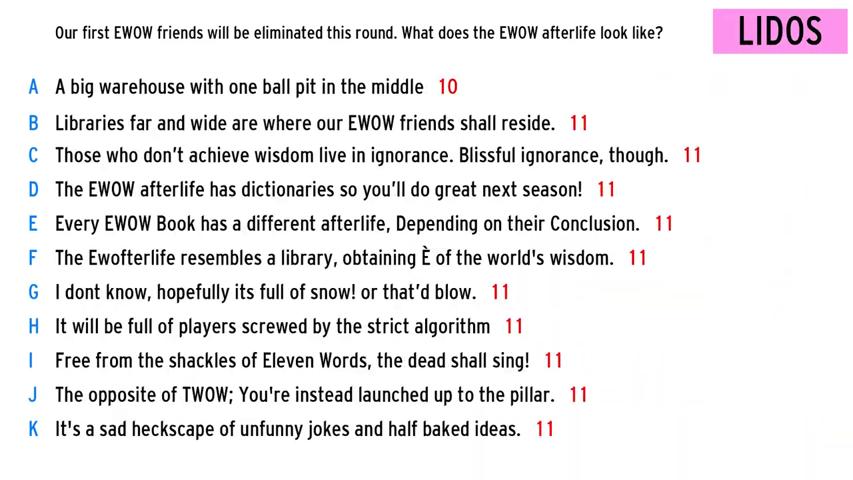 Our first EWOW friends will be eliminated this round. What does the EWOW afterlife look like?
LIDOS
A A big warehouse with one ball pit in the middle 10
B Libraries far and wide are where our EWOW friends shall reside. 11
C Those who don’t achieve wisdom live in ignorance. Blissful ignorance, though. 11
D The EWOW afterlife has dictionaries so you’ll do great next season! 11
E Every EWOW Book has a different afterlife, Depending on their Conclusion. 11
F The Ewofterlife resembles a library, obtaining È of the world's wisdom. 11
G I dont know, hopefully its full of snow! or that’d blow. 11
H It will be full of players screwed by the strict algorithm 11
I Free from the shackles of Eleven Words, the dead shall sing! 11
J The opposite of TWOW; You're instead launched up to the pillar. 11
K It's a sad heckscape of unfunny jokes and half baked ideas. 11